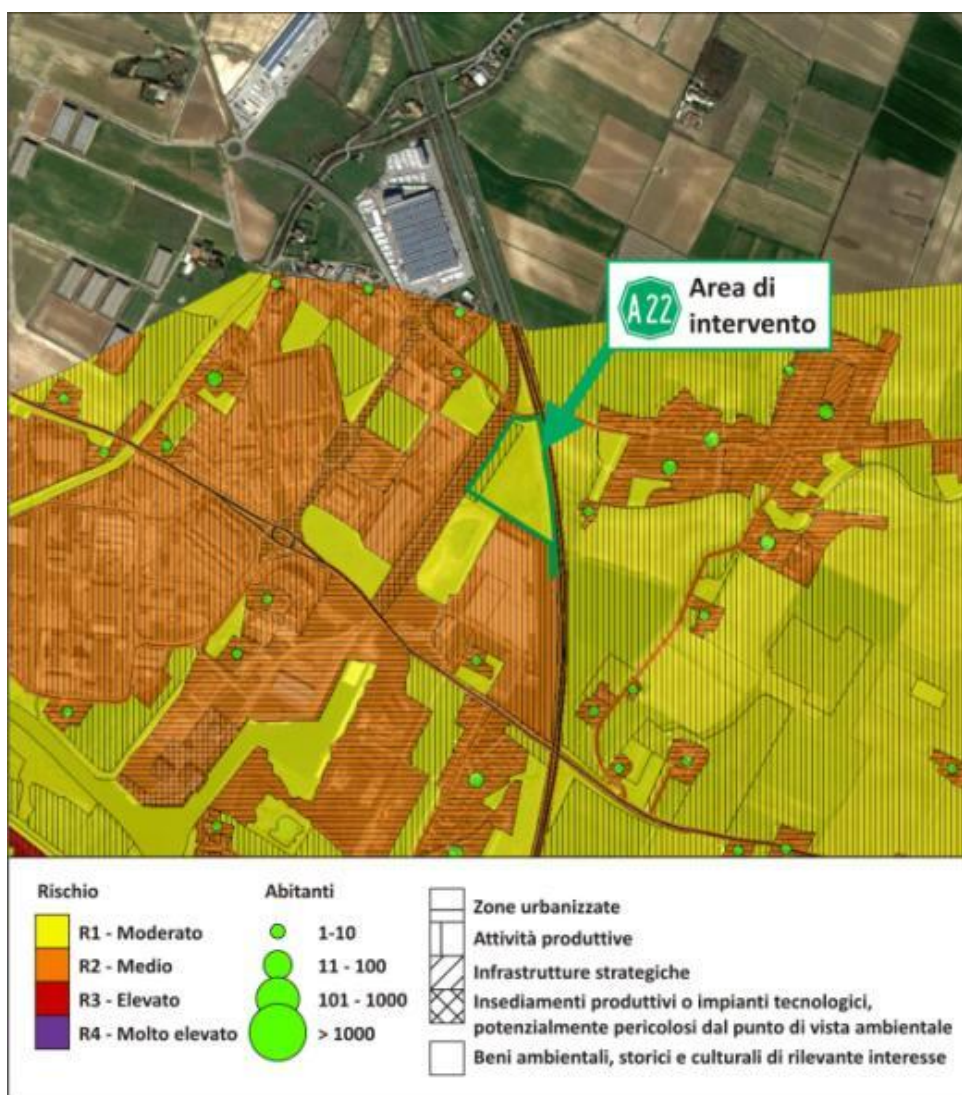 A22
Area di
intervento
Rischio
R1 - Moderato
R2 - Medio
R3 - Elevato
R4 - Molto elevato
Abitanti
1-10
11 - 100
101 - 1000
> 1000
Zone urbanizzate
Attività produttive
Infrastrutture strategiche
Insediamenti produttivi o impianti tecnologici,
potenzialmente pericolosi dal punto di vista ambientale
Beni ambientali, storici e culturali di rilevante interesse